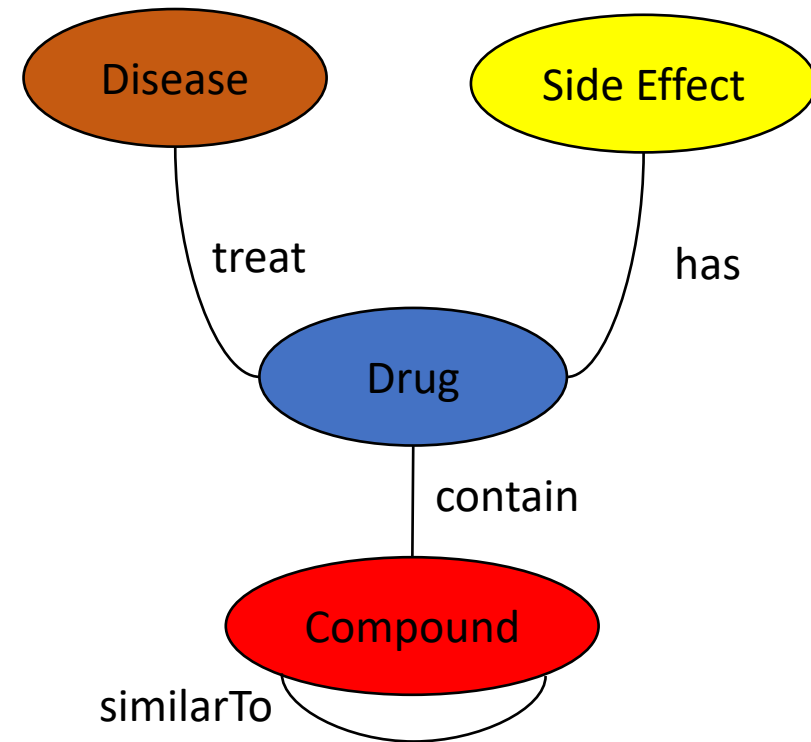 Disease
Side Effect
treat
has
Drug
contain
Compound
similarTo